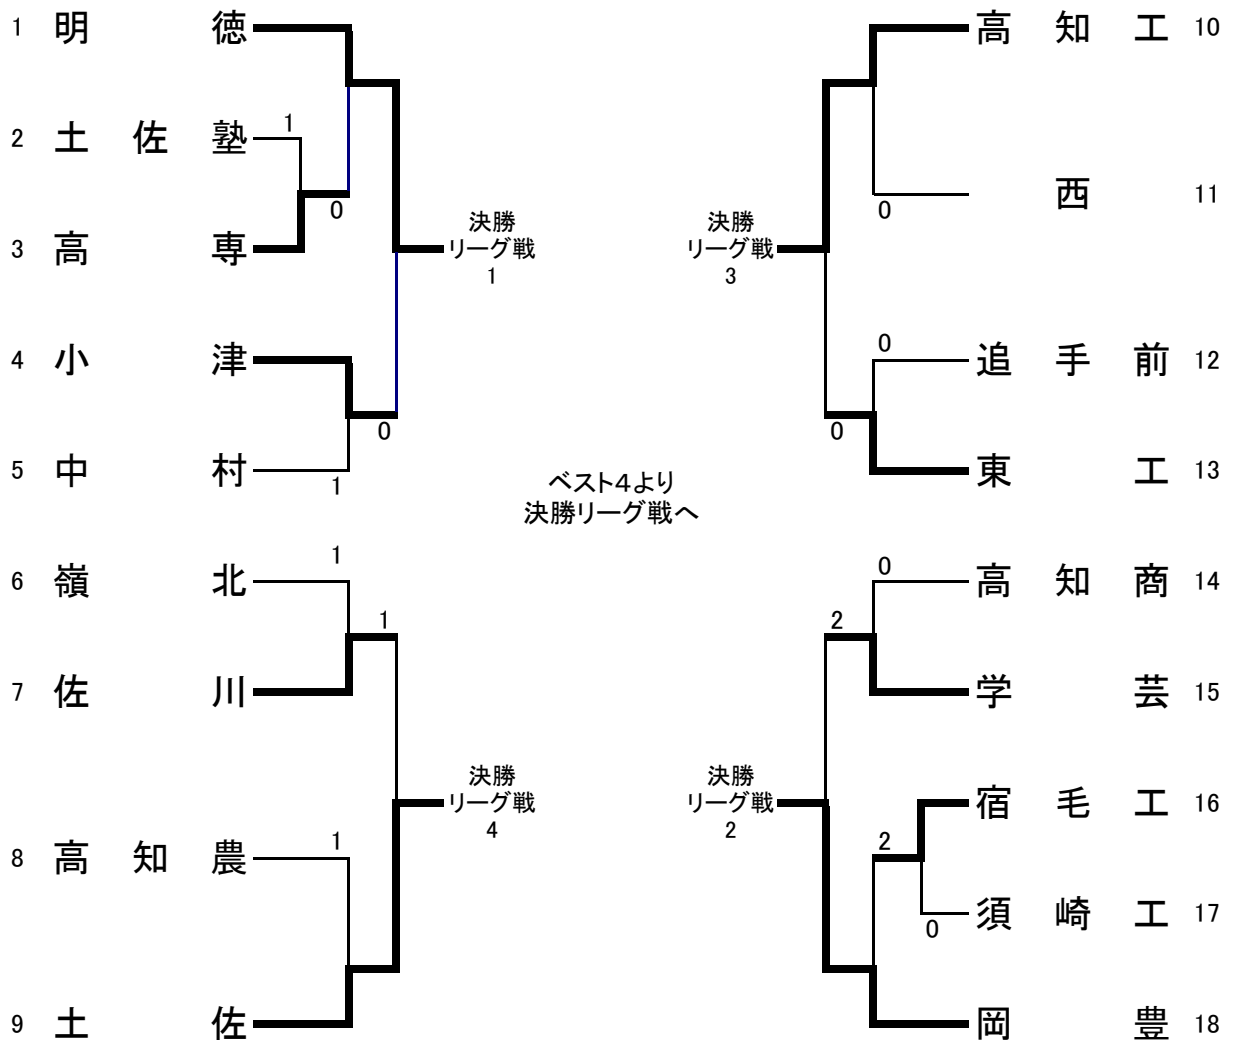 1 明徳
2 土佐塾
1
0
3 高専
決勝
リーグ戦
1
4 小津
0
5 中村
1
6 嶺北
1
1
7 佐川
決勝
リーグ戦
4
8 高知農
1
9 土佐
ベスト4より
決勝リーグ戦へ
高知工 10
西 11
0
決勝
リーグ戦
3
追手前 12
0
0
東工 13
高知商 14
0
2
学芸 15
決勝
リーグ戦
2
宿毛工 16
2
須崎工 17
0
岡豊 18